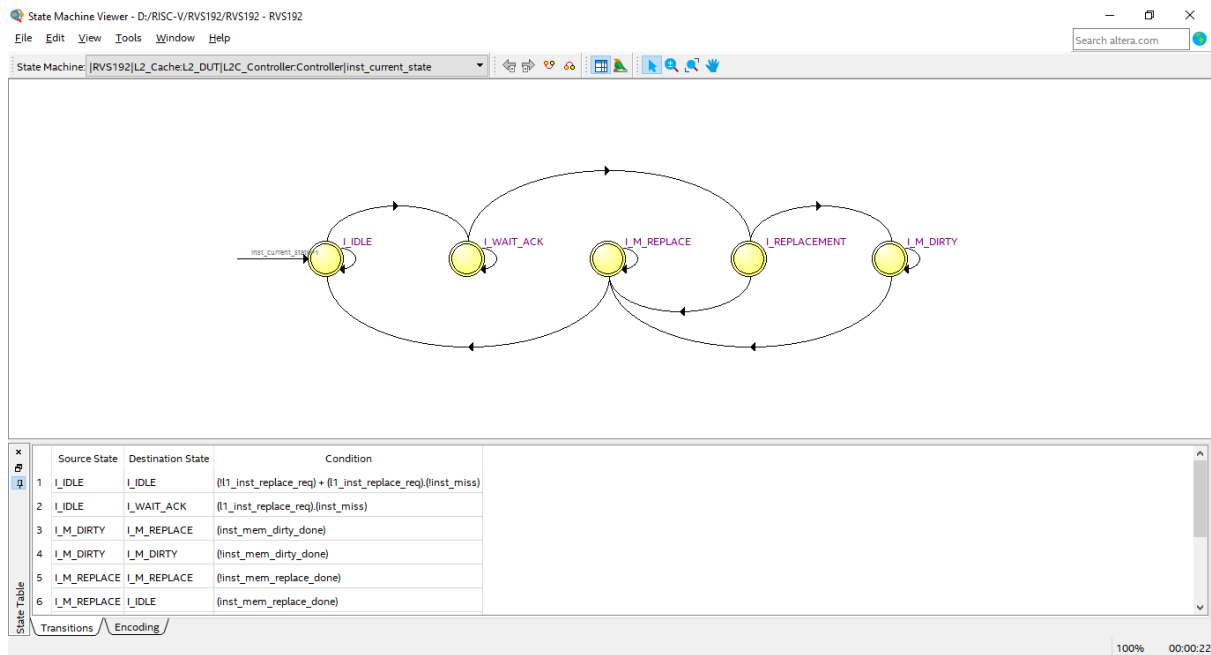 State Machine Viewer - D:/RISC-V/RVS192/RVS192 - RVS192
File Edit View Tools Window Help
Search altera.com
State Machine: |RVS192|L2_Cache:L2_DUT|L2C_Controller:Controller|inst_current_state
I_IDLE I_WAIT_ACK I_M_REPLACE I_REPLACEMENT I_M_DIRTY
Source State Destination State Condition
1 I_IDLE I_IDLE (!l1_inst_replace_req) + (l1_inst_replace_req).(!inst_miss)
2 I_IDLE I_WAIT_ACK (l1_inst_replace_req).(inst_miss)
3 I_M_DIRTY I_M_REPLACE (inst_mem_dirty_done)
4 I_M_DIRTY I_M_DIRTY (!inst_mem_dirty_done)
5 I_M_REPLACE I_M_REPLACE (!inst_mem_replace_done)
6 I_M_REPLACE I_IDLE (inst_mem_replace_done)
State Table
Transitions Encoding
100% 00:00:22